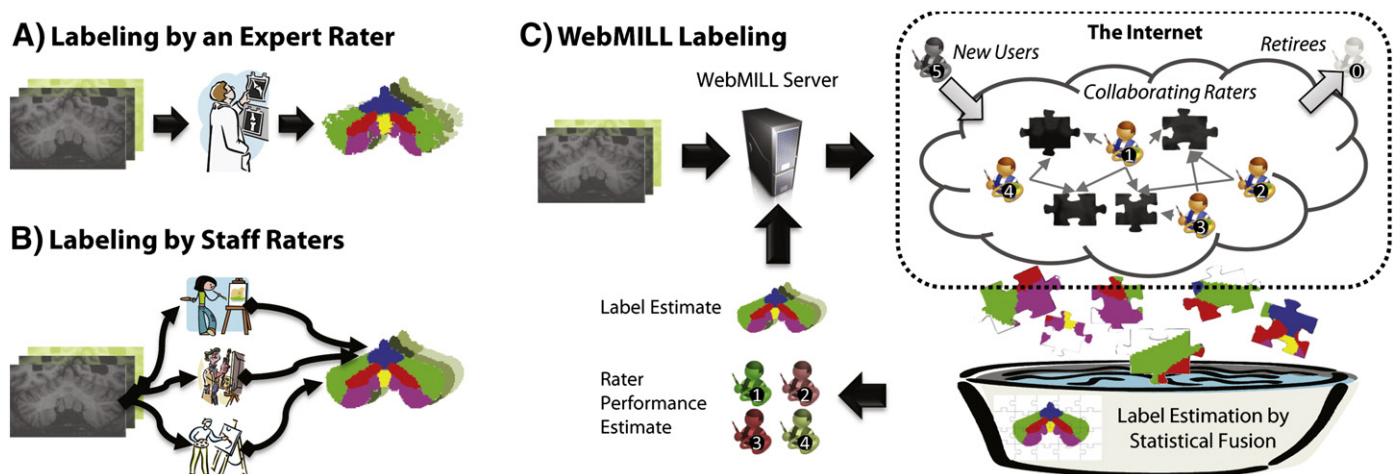 A) Labeling by an Expert Rater
B) Labeling by Staff Raters
C) WebMILL Labeling
WebMILL Server
The Internet
New Users
5
Retirees
0
Collaborating Raters
1
4
2
3
Label Estimate
Rater
Performance
Estimate
1
2
3
4
Label Estimation by
Statistical Fusion